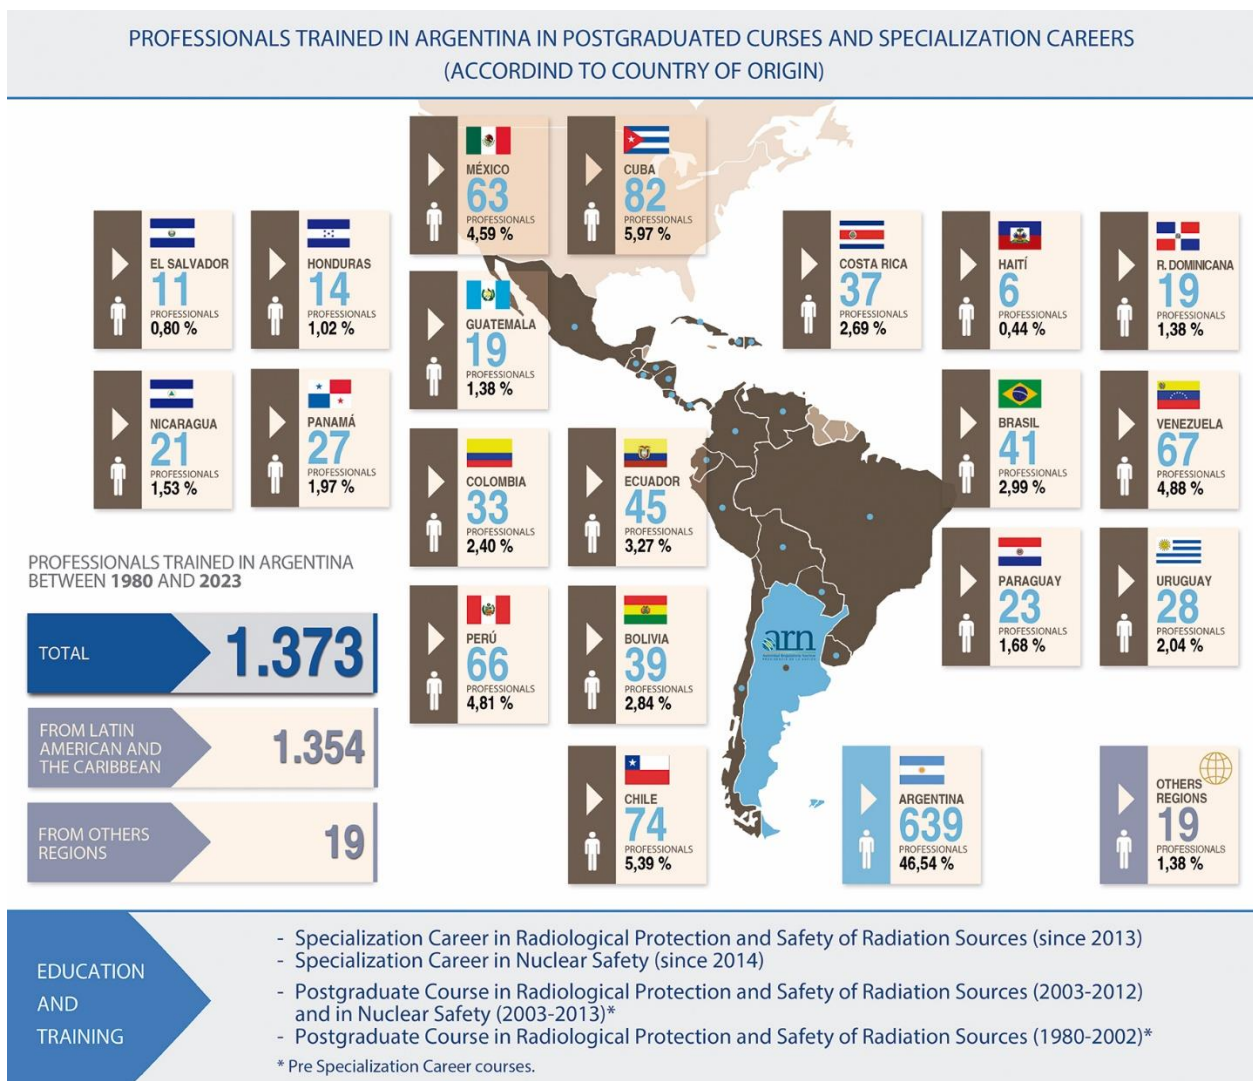 PROFESSIONALS TRAINED IN ARGENTINA IN POSTGRADUATED CURSES AND SPECIALIZATION CAREERS
(ACCORDIND TO COUNTRY OF ORIGIN)
MÉXICO
63
PROFESSIONALS
4,59 %
CUBA
82
PROFESSIONALS
5,97 %
EL SALVADOR
11
PROFESSIONALS
0,80 %
HONDURAS
14
PROFESSIONALS
1,02 %
GUATEMALA
19
PROFESSIONALS
1,38 %
COSTA RICA
37
PROFESSIONALS
2,69 %
HAITÍ
6
PROFESSIONALS
0,44 %
R. DOMINICANA
19
PROFESSIONALS
1,38 %
NICARAGUA
21
PROFESSIONALS
1,53 %
PANAMÁ
27
PROFESSIONALS
1,97 %
COLOMBIA
33
PROFESSIONALS
2,40 %
ECUADOR
45
PROFESSIONALS
3,27 %
BRASIL
41
PROFESSIONALS
2,99 %
VENEZUELA
67
PROFESSIONALS
4,88 %
PERÚ
66
PROFESSIONALS
4,81 %
BOLIVIA
39
PROFESSIONALS
2,84 %
PARAGUAY
23
PROFESSIONALS
1,68 %
URUGUAY
28
PROFESSIONALS
2,04 %
arn
CHILE
74
PROFESSIONALS
5,39 %
ARGENTINA
639
PROFESSIONALS
46,54 %
OTHERS
REGIONS
19
PROFESSIONALS
1,38 %
PROFESSIONALS TRAINED IN ARGENTINA
BETWEEN 1980 AND 2023
TOTAL
1.373
FROM LATIN
AMERICAN AND
THE CARIBBEAN
1.354
FROM OTHERS
REGIONS
19
EDUCATION
AND
TRAINING
- Specialization Career in Radiological Protection and Safety of Radiation Sources (since 2013)
- Specialization Career in Nuclear Safety (since 2014)
- Postgraduate Course in Radiological Protection and Safety of Radiation Sources (2003-2012)
and in Nuclear Safety (2003-2013)*
- Postgraduate Course in Radiological Protection and Safety of Radiation Sources (1980-2002)*
* Pre Specialization Career courses.